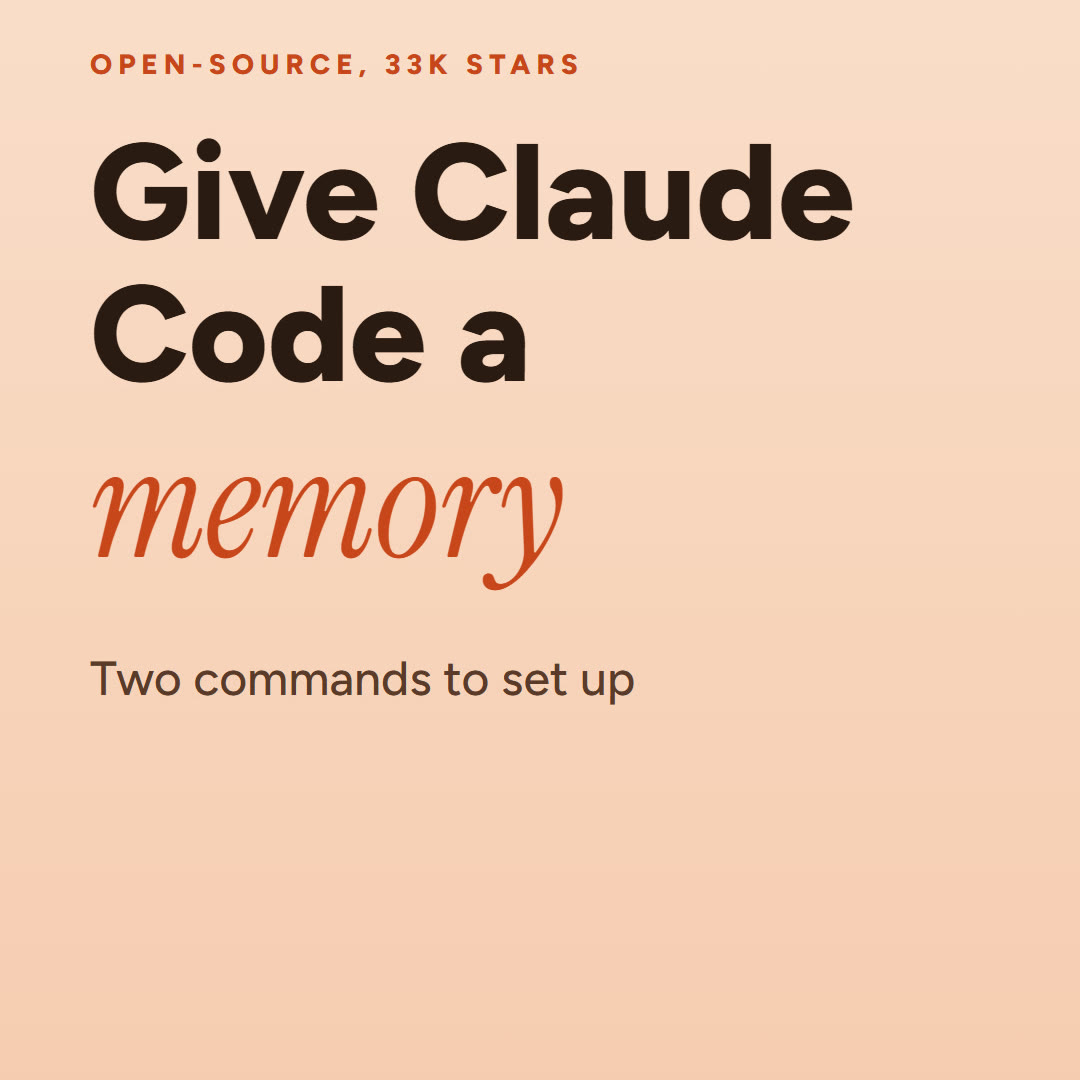 OPEN-SOURCE, 33K STARS
Give Claude
Code a
memory
Two commands to set up